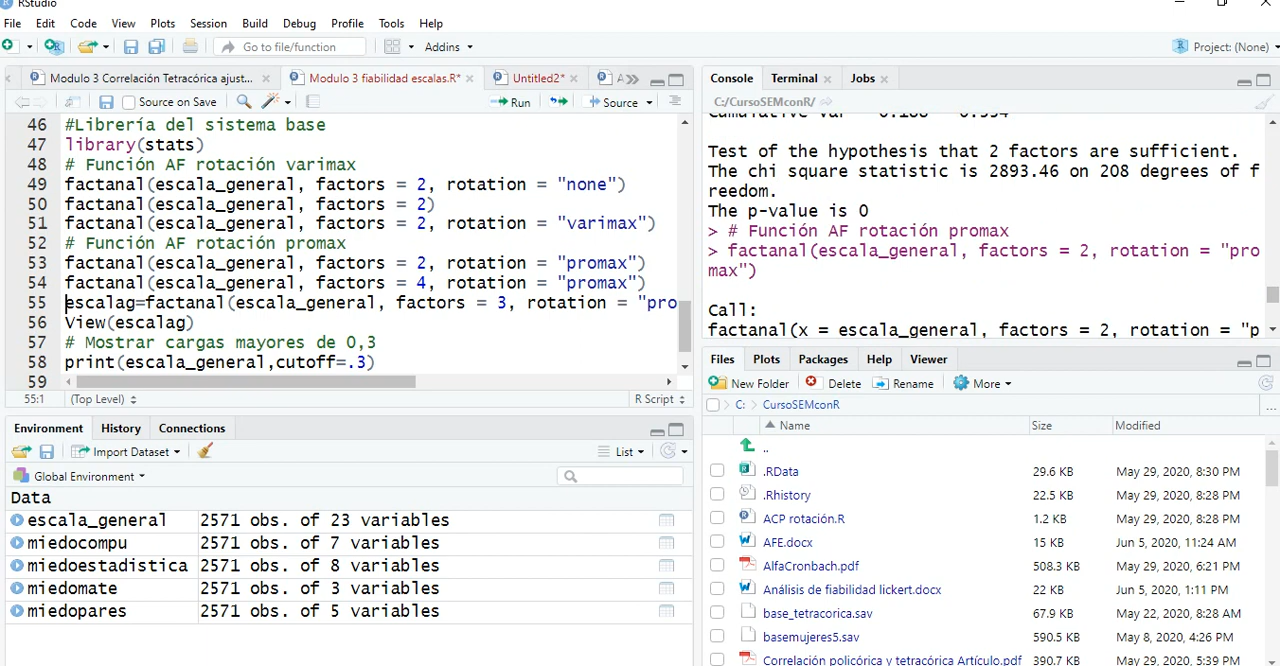 RStudio
File Edit Code View Plots Session Build Debug Profile Tools Help
Go to file/function Addins Project: (None)
Modulo 3 Correlación Tetracórica ajust... Modulo 3 fiabilidad escalas.R* Untitled2* A
Source on Save Run Source
46 #Librería del sistema base
47 library(stats)
48 # Función AF rotación varimax
49 factanal(escala_general, factors = 2, rotation = "none")
50 factanal(escala_general, factors = 2)
51 factanal(escala_general, factors = 2, rotation = "varimax")
52 # Función AF rotación promax
53 factanal(escala_general, factors = 2, rotation = "promax")
54 factanal(escala_general, factors = 4, rotation = "promax")
55 escalag=factanal(escala_general, factors = 3, rotation = "pro
56 View(escalag)
57 # Mostrar cargas mayores de 0,3
58 print(escala_general,cutoff=.3)
59
55:1 (Top Level) R Script
Environment History Connections
Import Dataset List
Global Environment
Data
escala_general 2571 obs. of 23 variables
miedocompu 2571 obs. of 7 variables
miedoestadistica 2571 obs. of 8 variables
miedomate 2571 obs. of 3 variables
miedopares 2571 obs. of 5 variables
Console Terminal Jobs
C:/CursoSEMconR/
Cumulative Var 0.188 0.334
Test of the hypothesis that 2 factors are sufficient.
The chi square statistic is 2893.46 on 208 degrees of f
reedom.
The p-value is 0
> # Función AF rotación promax
> factanal(escala_general, factors = 2, rotation = "pro
max")
Call:
factanal(x = escala_general, factors = 2, rotation = "p
Files Plots Packages Help Viewer
New Folder Delete Rename More
C: CursoSEMconR ...
Name Size Modified
..
.RData 29.6 KB May 29, 2020, 8:30 PM
.Rhistory 22.5 KB May 29, 2020, 8:28 PM
ACP rotación.R 1.2 KB May 29, 2020, 8:28 PM
AFE.docx 15 KB Jun 5, 2020, 11:24 AM
AlfaCronbach.pdf 508.3 KB May 29, 2020, 6:21 PM
Análisis de fiabilidad lickert.docx 22 KB Jun 5, 2020, 1:11 PM
base_tetracorica.sav 67.9 KB May 22, 2020, 8:28 AM
basemujeres5.sav 590.5 KB May 8, 2020, 4:26 PM
Correlación policórica y tetracórica Artículo.pdf 390.7 KB May 29, 2020, 5:39 PM